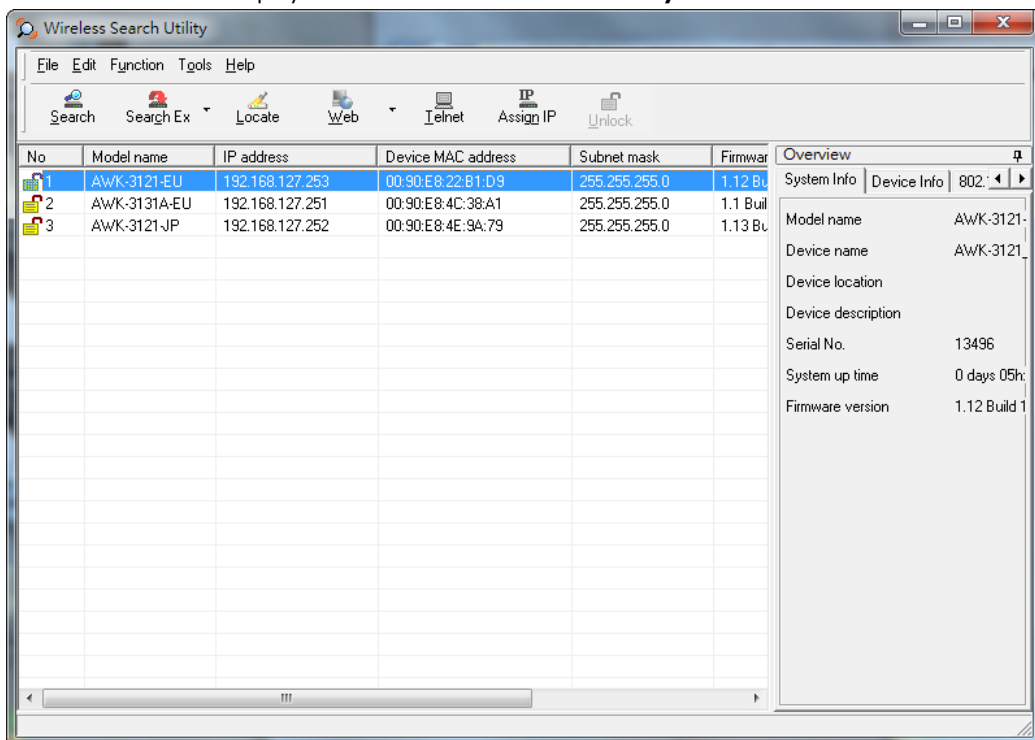 Wireless Search Utility
File Edit Function Tools Help
Search Search Ex Locate Web Telnet IP Assign IP Unlock
No Model name IP address Device MAC address Subnet mask Firmwar Overview
System Info Device Info 802.
1 AWK-3121-EU 192.168.127.253 00:90:E8:22:B1:D9 255.255.255.0 1.12 Bu
2 AWK-3131A-EU 192.168.127.251 00:90:E8:4C:38:A1 255.255.255.0 1.1 Buil
3 AWK-3121-JP 192.168.127.252 00:90:E8:4E:9A:79 255.255.255.0 1.13 Bu
Model name AWK-3121-
Device name AWK-3121_
Device location
Device description
Serial No. 13496
System up time 0 days 05h:
Firmware version 1.12 Build 1